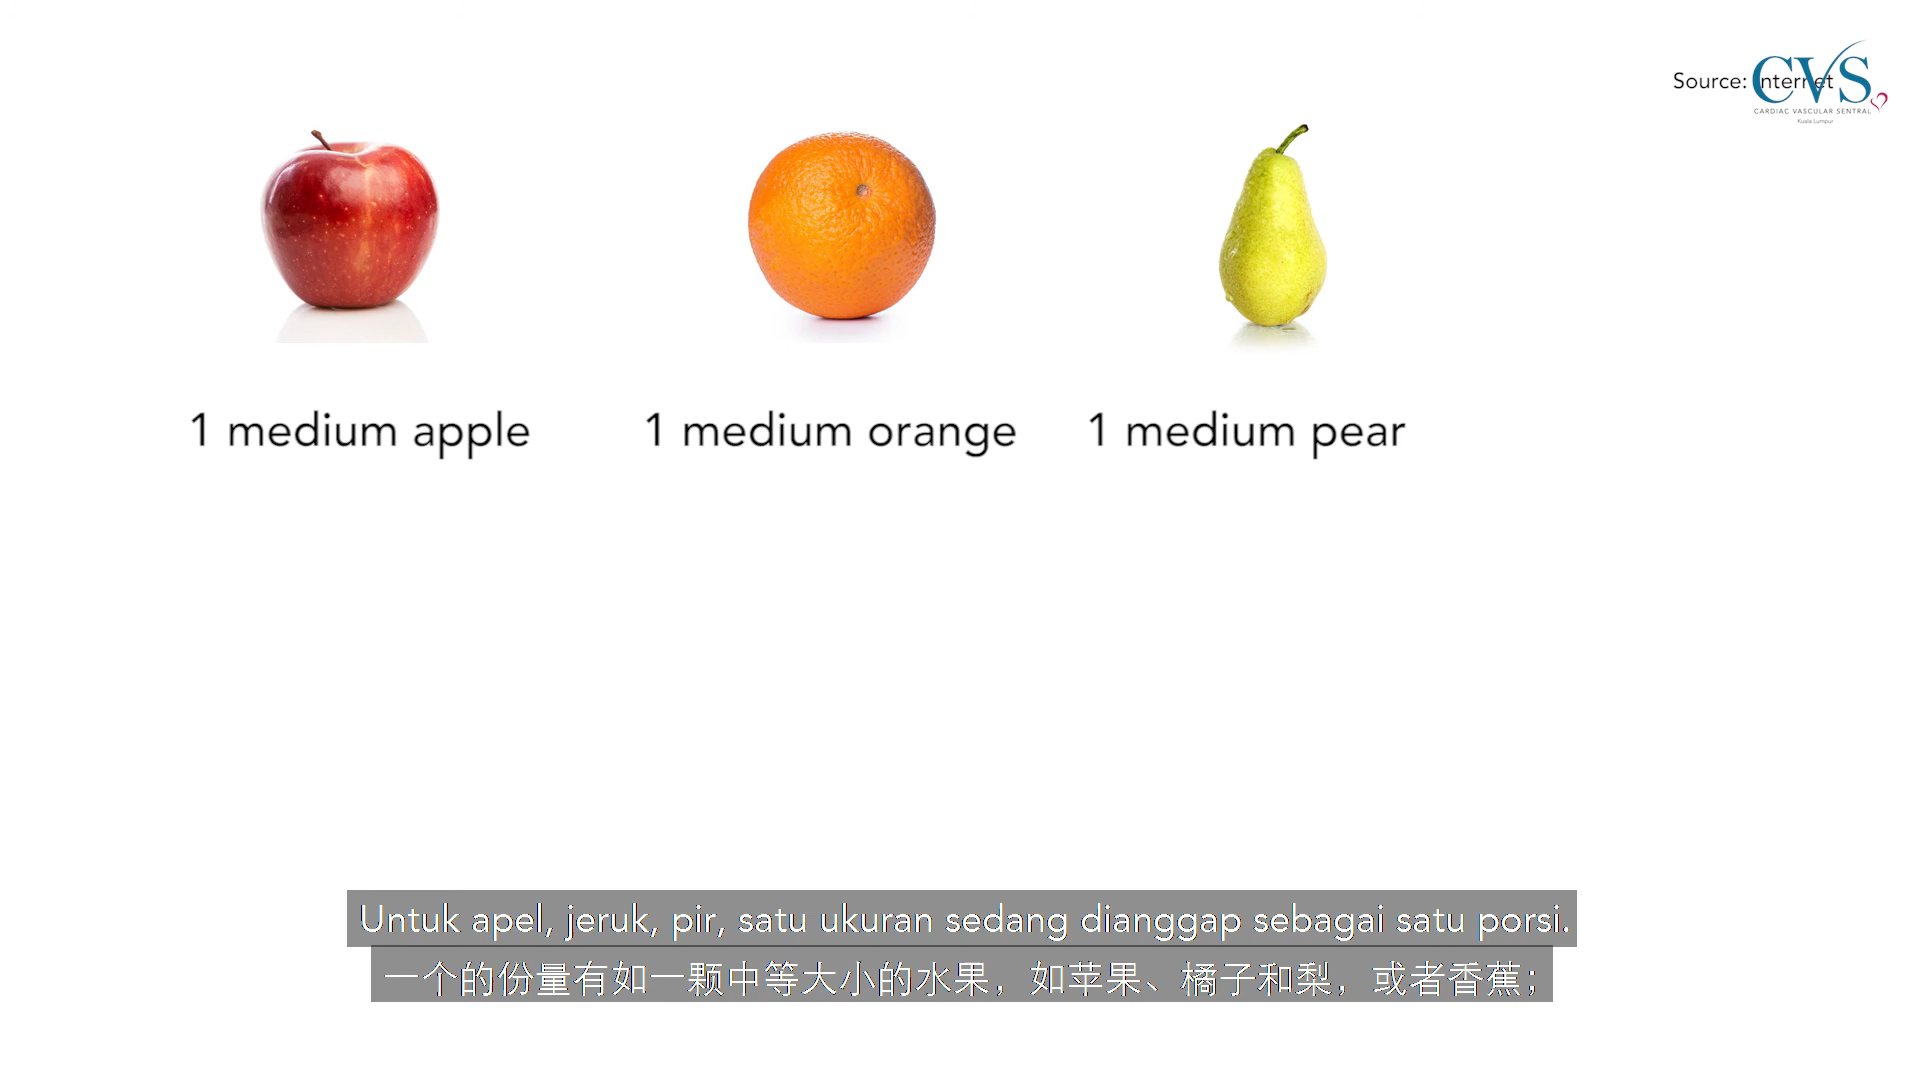 Source: Internet
CVS
CARDIAC VASCULAR SENTRAL
Kuala Lumpur
1 medium apple
1 medium orange
1 medium pear
Untuk apel, jeruk, pir, satu ukuran sedang dianggap sebagai satu porsi.
一个的份量有如一颗中等大小的水果，如苹果、橘子和梨，或者香蕉；